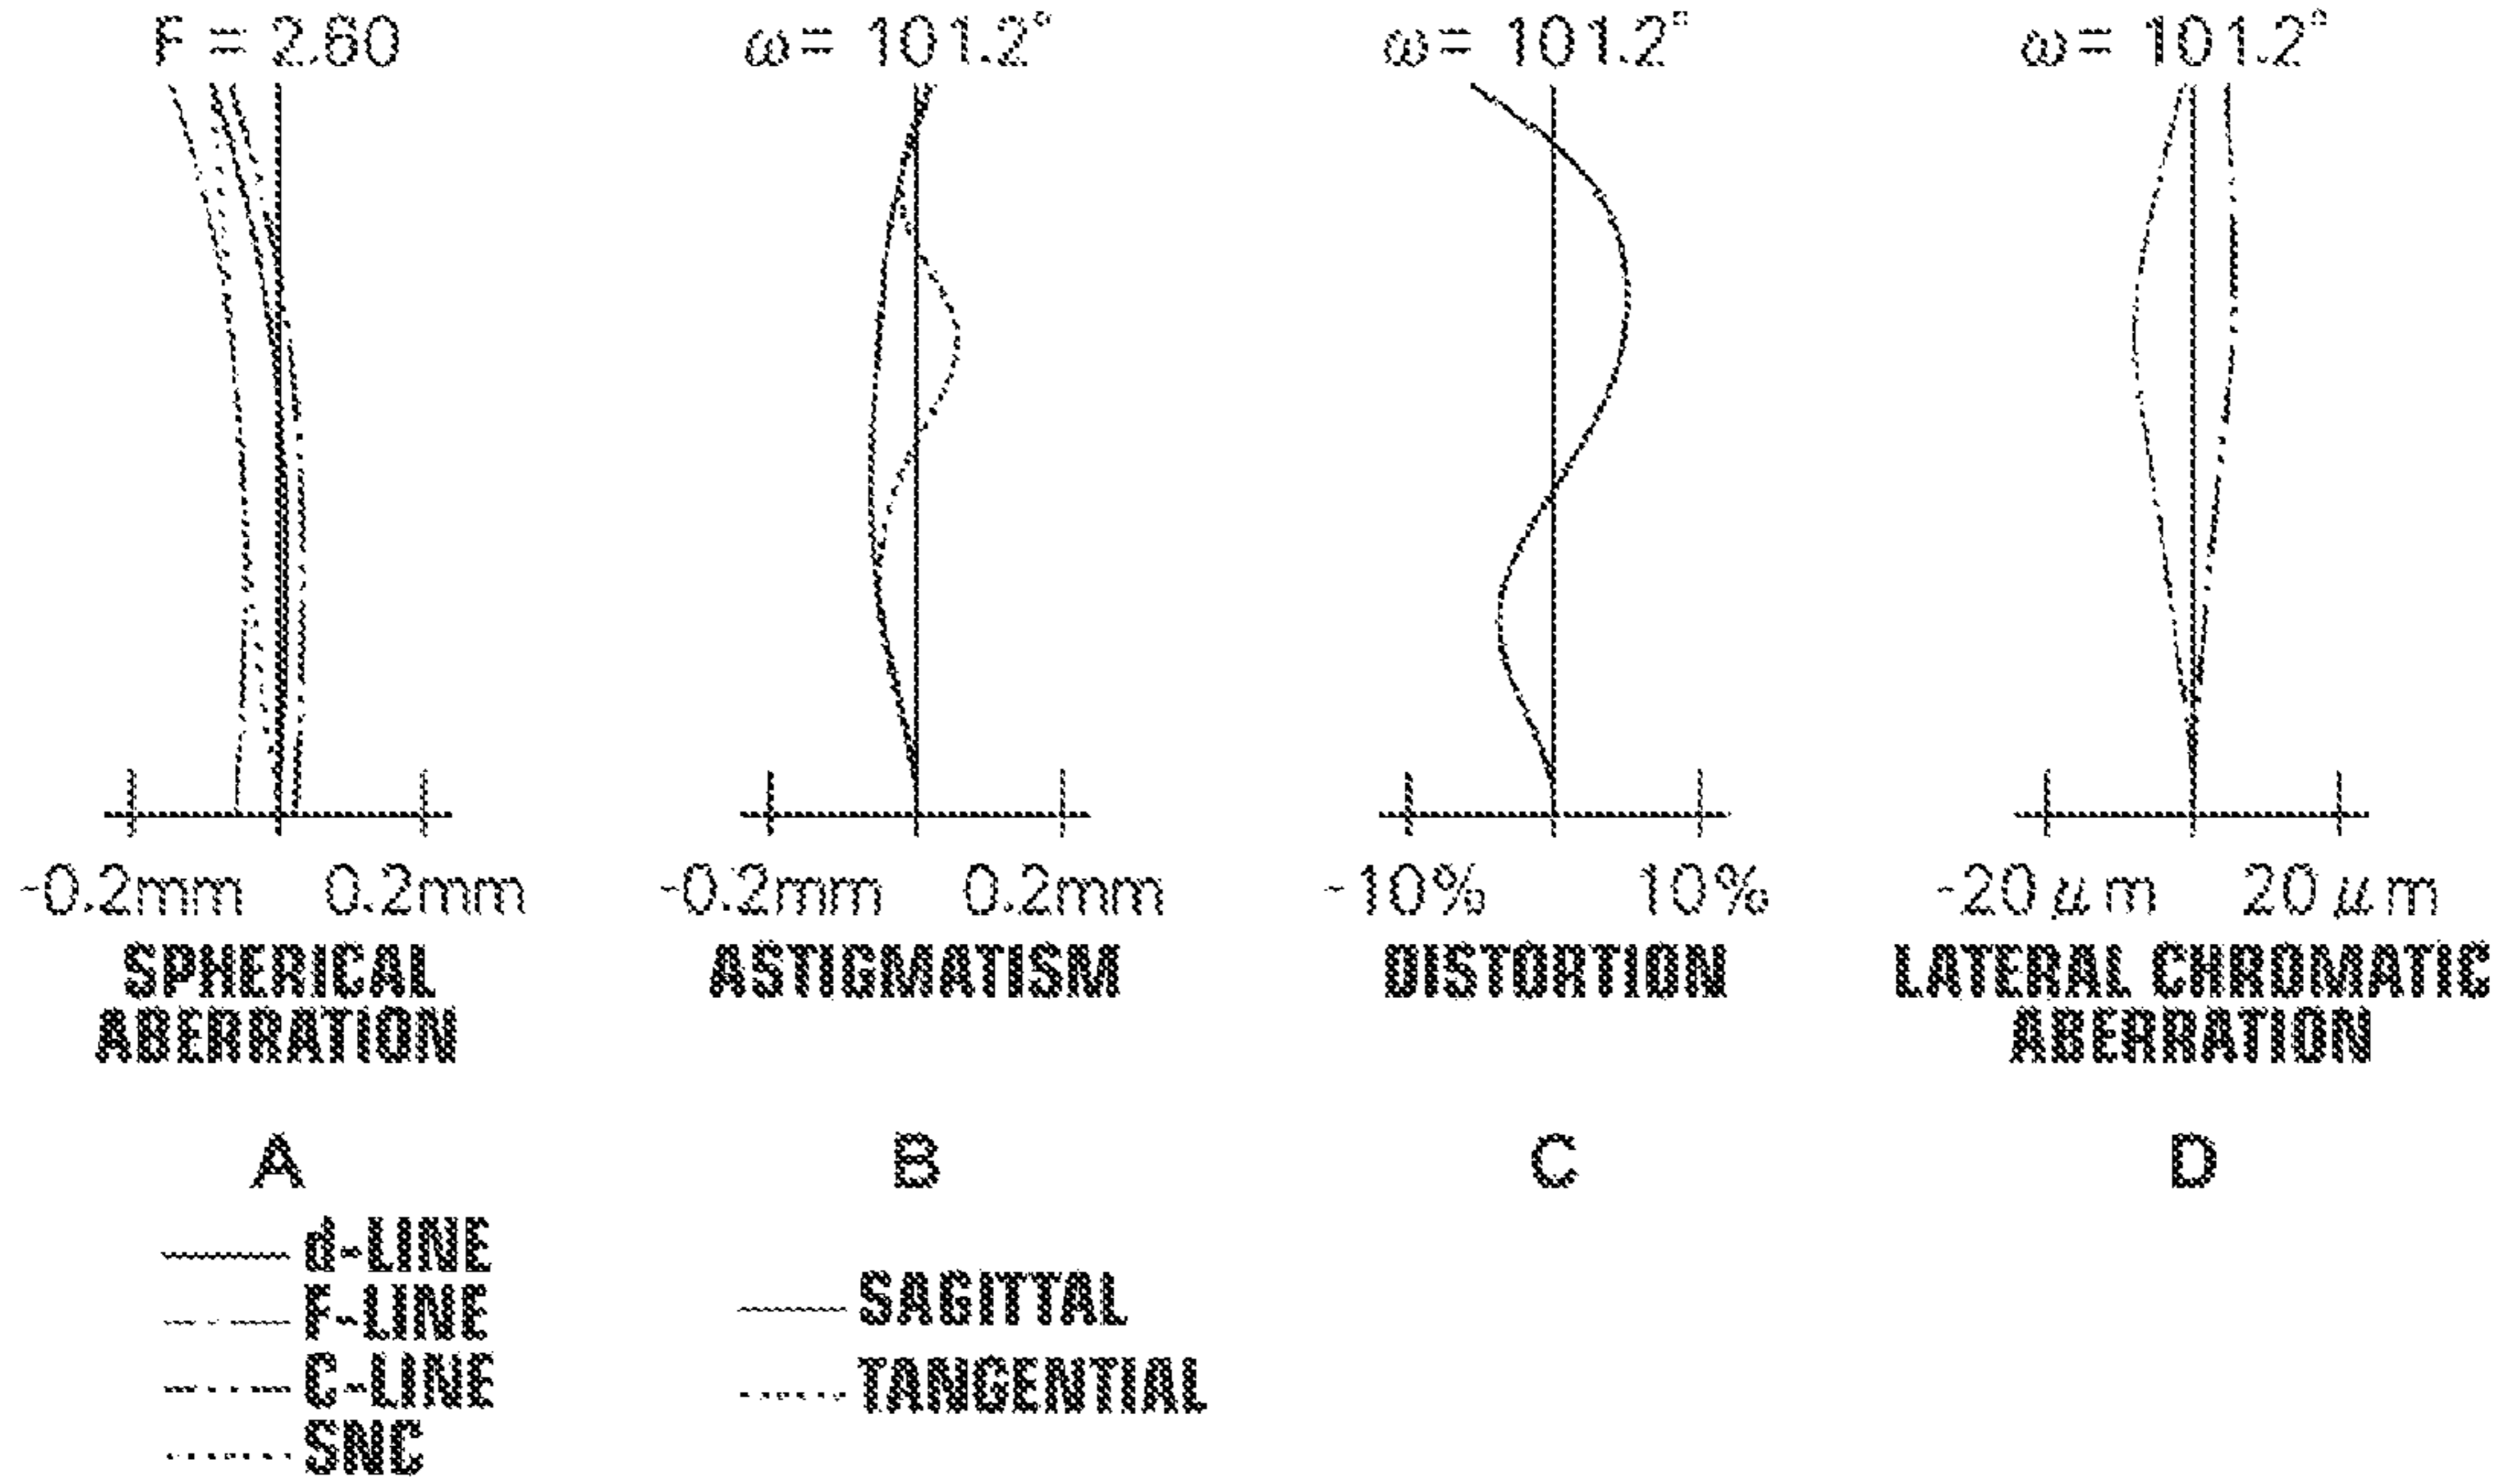 F = 2.60
ω= 101.2°
ω= 101.2°
ω= 101.2°
-0.2mm 0.2mm
-0.2mm 0.2mm
-10% 10%
-20μm 20μm
SPHERICAL
ABERRATION
ASTIGMATISM
DISTORTION
LATERAL CHROMATIC
ABERRATION
A
B
C
D
d-LINE
F-LINE
C-LINE
SNC
SAGITTAL
TANGENTIAL